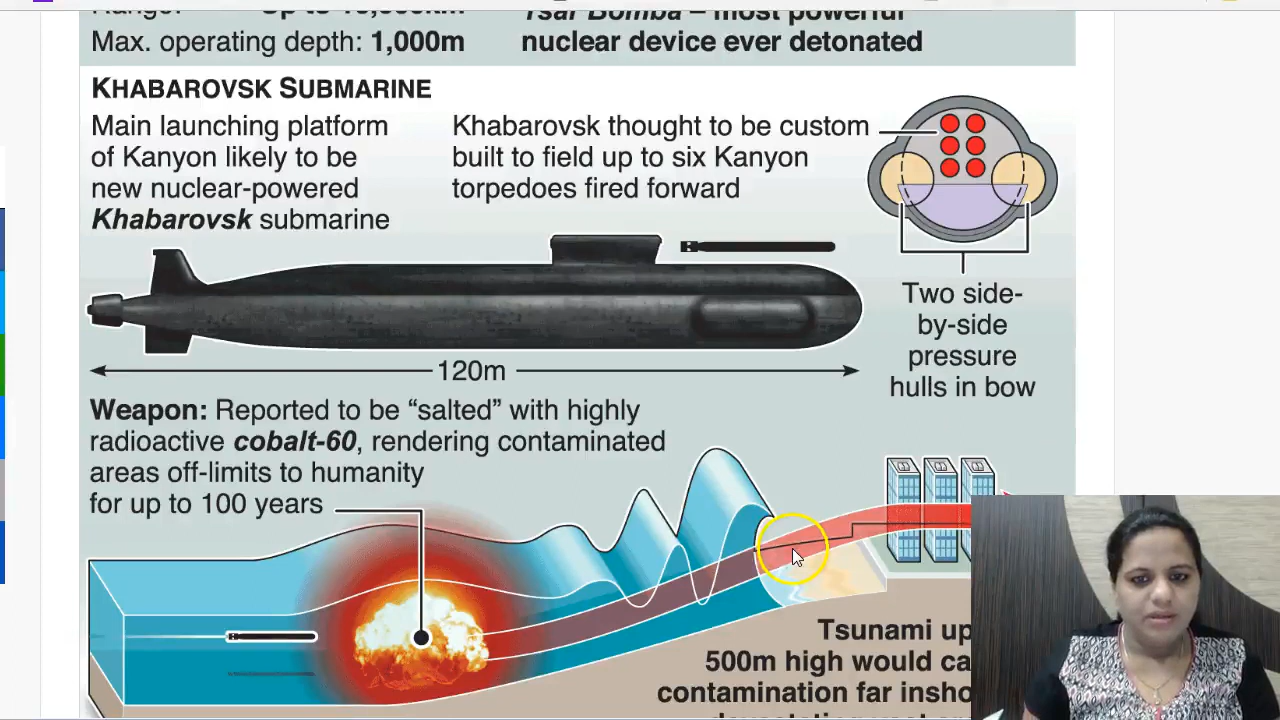 Max. operating depth: 1,000m
Tsar Bomba – most powerful
nuclear device ever detonated
KHABAROVSK SUBMARINE
Main launching platform
of Kanyon likely to be
new nuclear-powered
Khabarovsk submarine
Khabarovsk thought to be custom
built to field up to six Kanyon
torpedoes fired forward
Two side-
by-side
pressure
hulls in bow
120m
Weapon: Reported to be “salted” with highly
radioactive cobalt-60, rendering contaminated
areas off-limits to humanity
for up to 100 years
Tsunami up
500m high would ca
contamination far insho